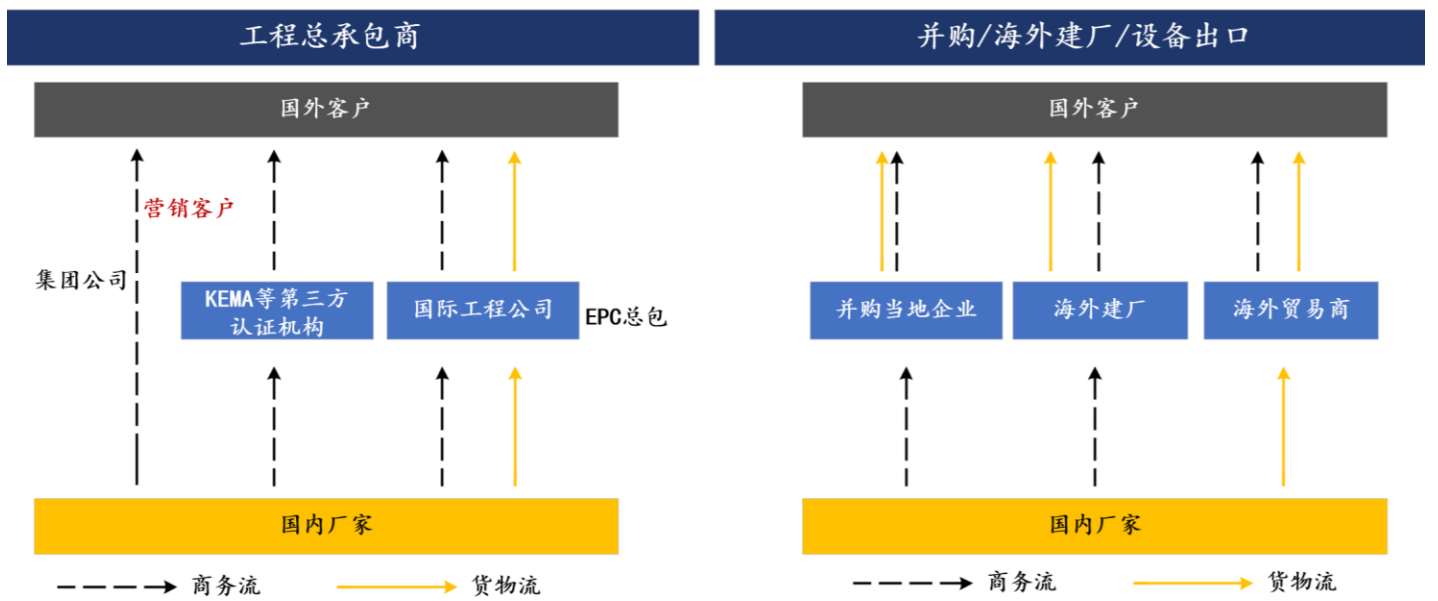 工程总承包商
国外客户
营销客户
集团公司
KEMA等第三方
认证机构
国际工程公司
EPC总包
国内厂家
商务流
货物流
并购/海外建厂/设备出口
国外客户
并购当地企业
海外建厂
海外贸易商
国内厂家
商务流
货物流